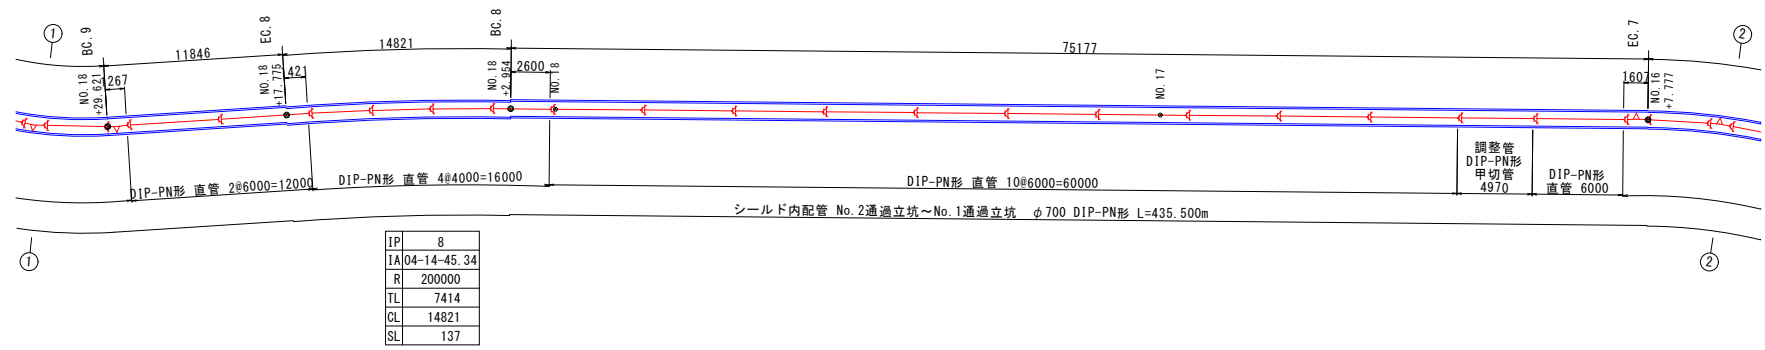 1
BC. 9
11846
EC. 8
14821
BC. 8
75177
EC. 7
2
NO. 18
+29.621
1267
NO. 18
+17.775
421
NO. 18
+2.954
2600
NO. 18
NO. 17
1607
NO. 16
+7.777
DIP-PN形 直管 2@6000=12000
DIP-PN形 直管 4@4000=16000
DIP-PN形 直管 10@6000=60000
調整管
DIP-PN形
甲切管
4970
DIP-PN形
直管 6000
シールド内配管 No.2通過立坑～No.1通過立坑 φ700 DIP-PN形 L=435.500m
1
2
IP 8
IA 04-14-45.34
R 200000
TL 7414
CL 14821
SL 137